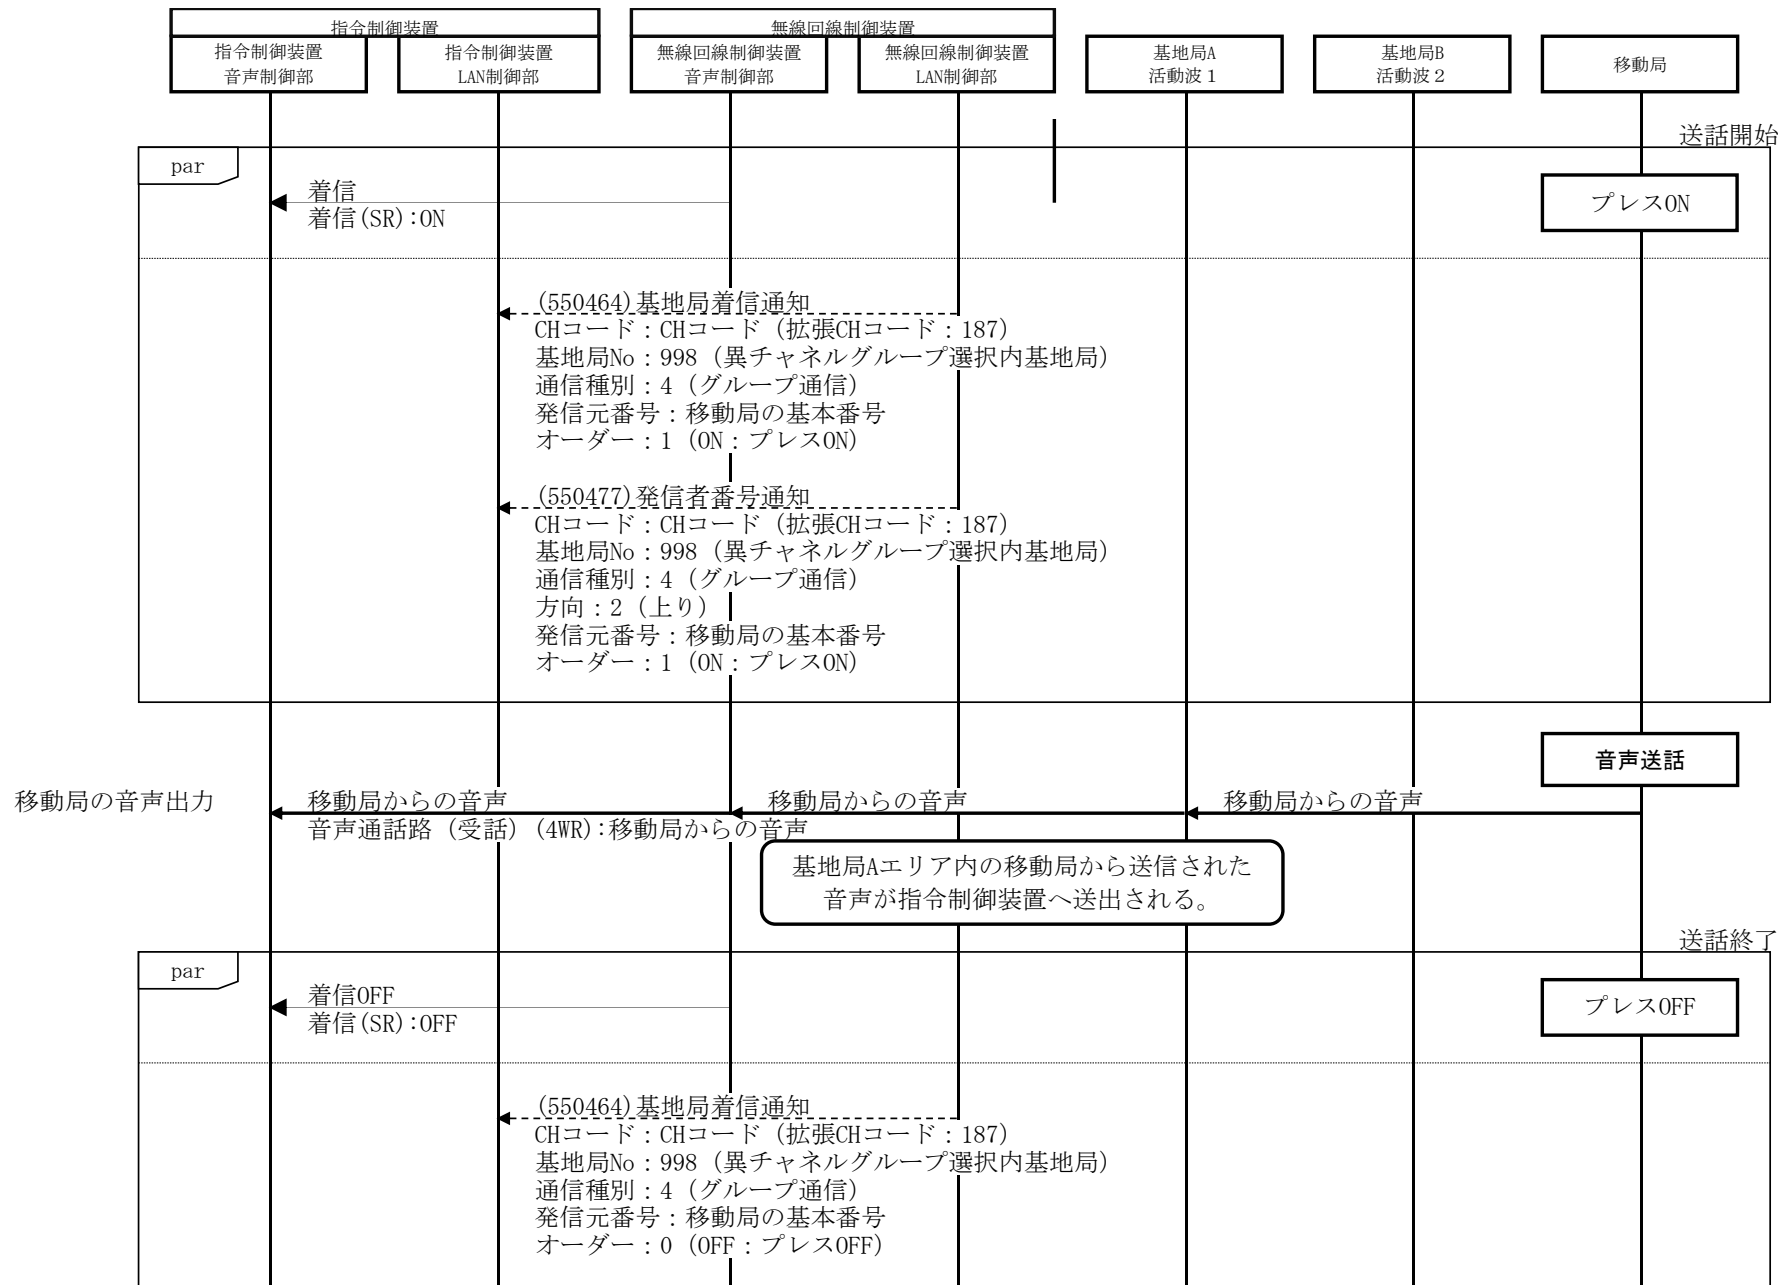 指令制御装置
無線回線制御装置
指令制御装置
音声制御部
指令制御装置
LAN制御部
無線回線制御装置
音声制御部
無線回線制御装置
LAN制御部
基地局A
活動波１
基地局B
活動波２
移動局
送話開始
par
着信
着信(SR):ON
プレスON
(550464)基地局着信通知
CHコード：CHコード（拡張CHコード：187）
基地局No：998（異チャネルグループ選択内基地局）
通信種別：4（グループ通信）
発信元番号：移動局の基本番号
オーダー：1（ON：プレスON）
(550477)発信者番号通知
CHコード：CHコード（拡張CHコード：187）
基地局No：998（異チャネルグループ選択内基地局）
通信種別：4（グループ通信）
方向：2（上り）
発信元番号：移動局の基本番号
オーダー：1（ON：プレスON）
音声送話
移動局の音声出力
移動局からの音声
移動局からの音声
移動局からの音声
音声通話路（受話）(4WR):移動局からの音声
基地局Aエリア内の移動局から送信された
音声が指令制御装置へ送出される。
送話終了
par
着信OFF
着信(SR):OFF
プレスOFF
(550464)基地局着信通知
CHコード：CHコード（拡張CHコード：187）
基地局No：998（異チャネルグループ選択内基地局）
通信種別：4（グループ通信）
発信元番号：移動局の基本番号
オーダー：0（OFF：プレスOFF）